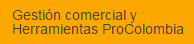 Gestión comercial y
Herramientas ProColombia